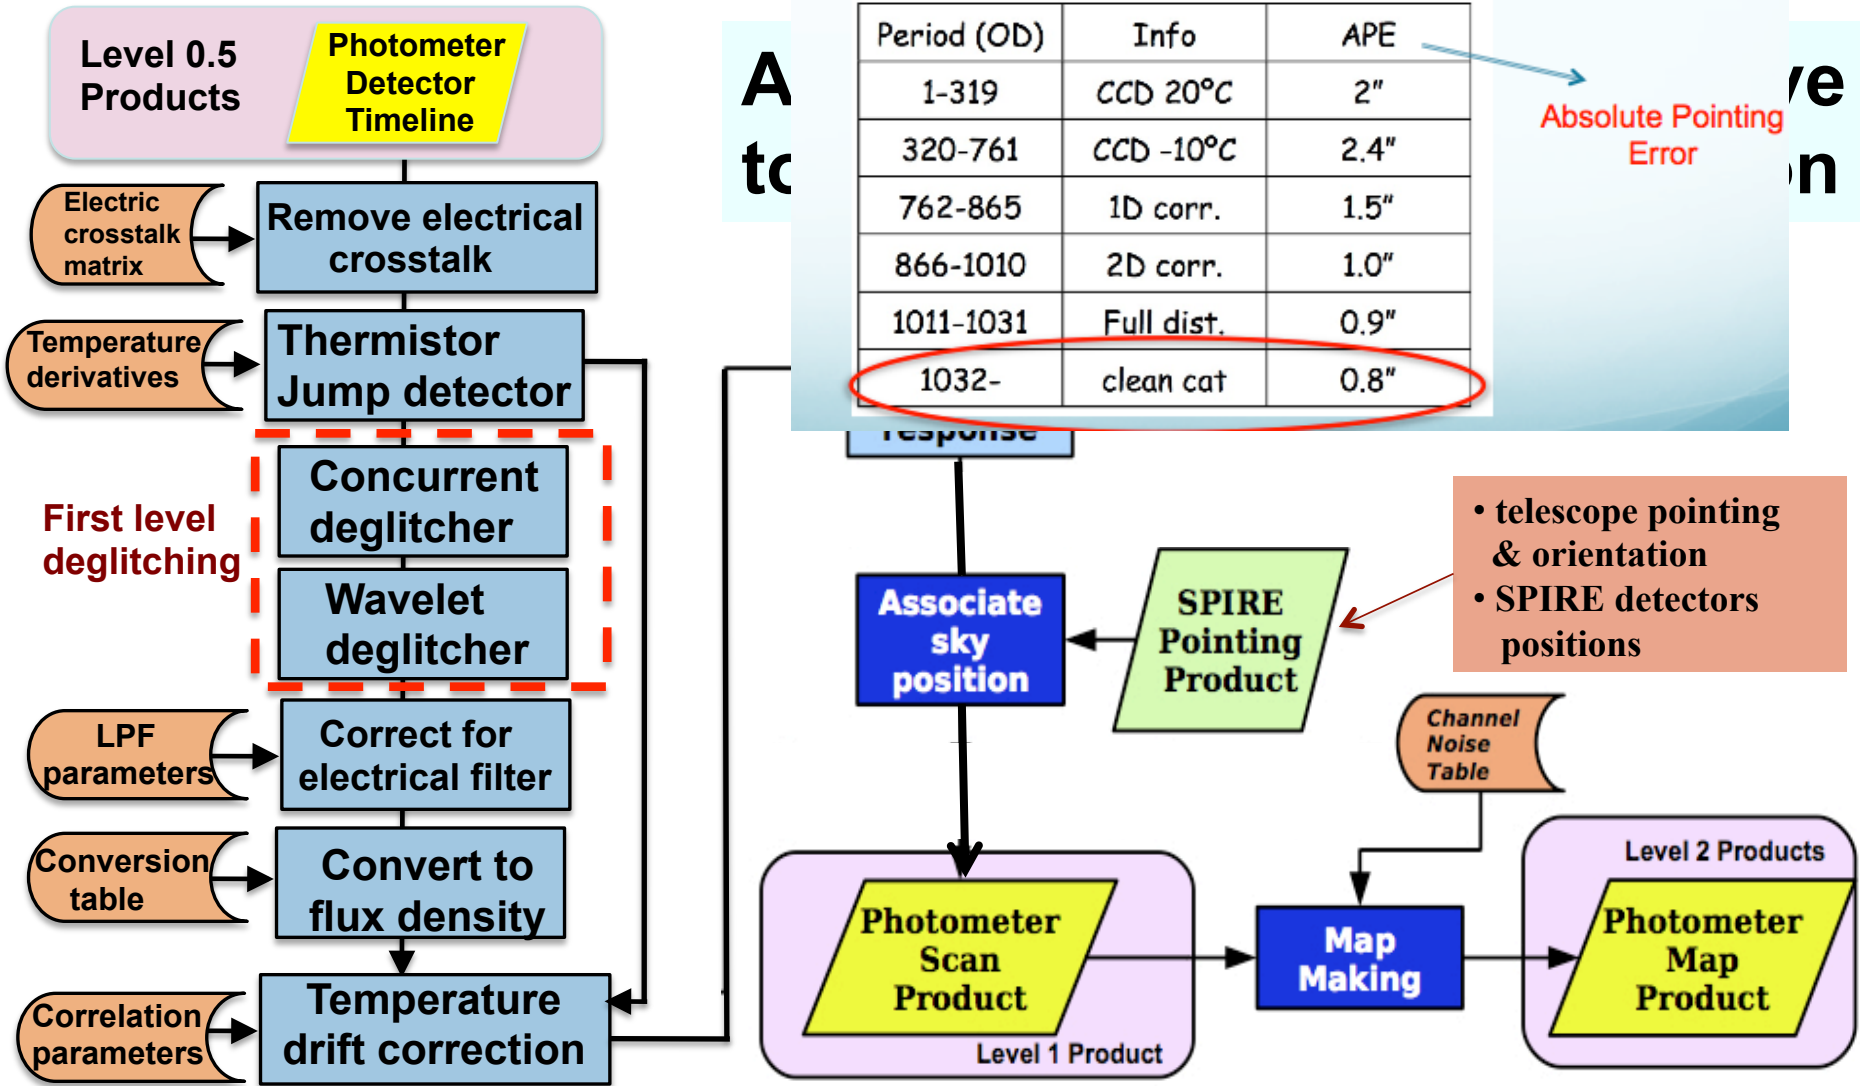 Level 0.5
Products
Photometer
Detector
Timeline
Electric
crosstalk
matrix
Remove electrical
crosstalk
Temperature
derivatives
Thermistor
Jump detector
First level
deglitching
Concurrent
deglitcher
Wavelet
deglitcher
LPF
parameters
Correct for
electrical filter
Conversion
table
Convert to
flux density
Correlation
parameters
Temperature
drift correction
Period (OD) Info APE
1-319 CCD 20°C 2"
320-761 CCD -10°C 2.4"
762-865 1D corr. 1.5"
866-1010 2D corr. 1.0"
1011-1031 Full dist. 0.9"
1032- clean cat 0.8"
Absolute Pointing
Error
response
• telescope pointing
& orientation
• SPIRE detectors
positions
Associate
sky
position
SPIRE
Pointing
Product
Channel
Noise
Table
Photometer
Scan
Product
Level 1 Product
Map
Making
Level 2 Products
Photometer
Map
Product